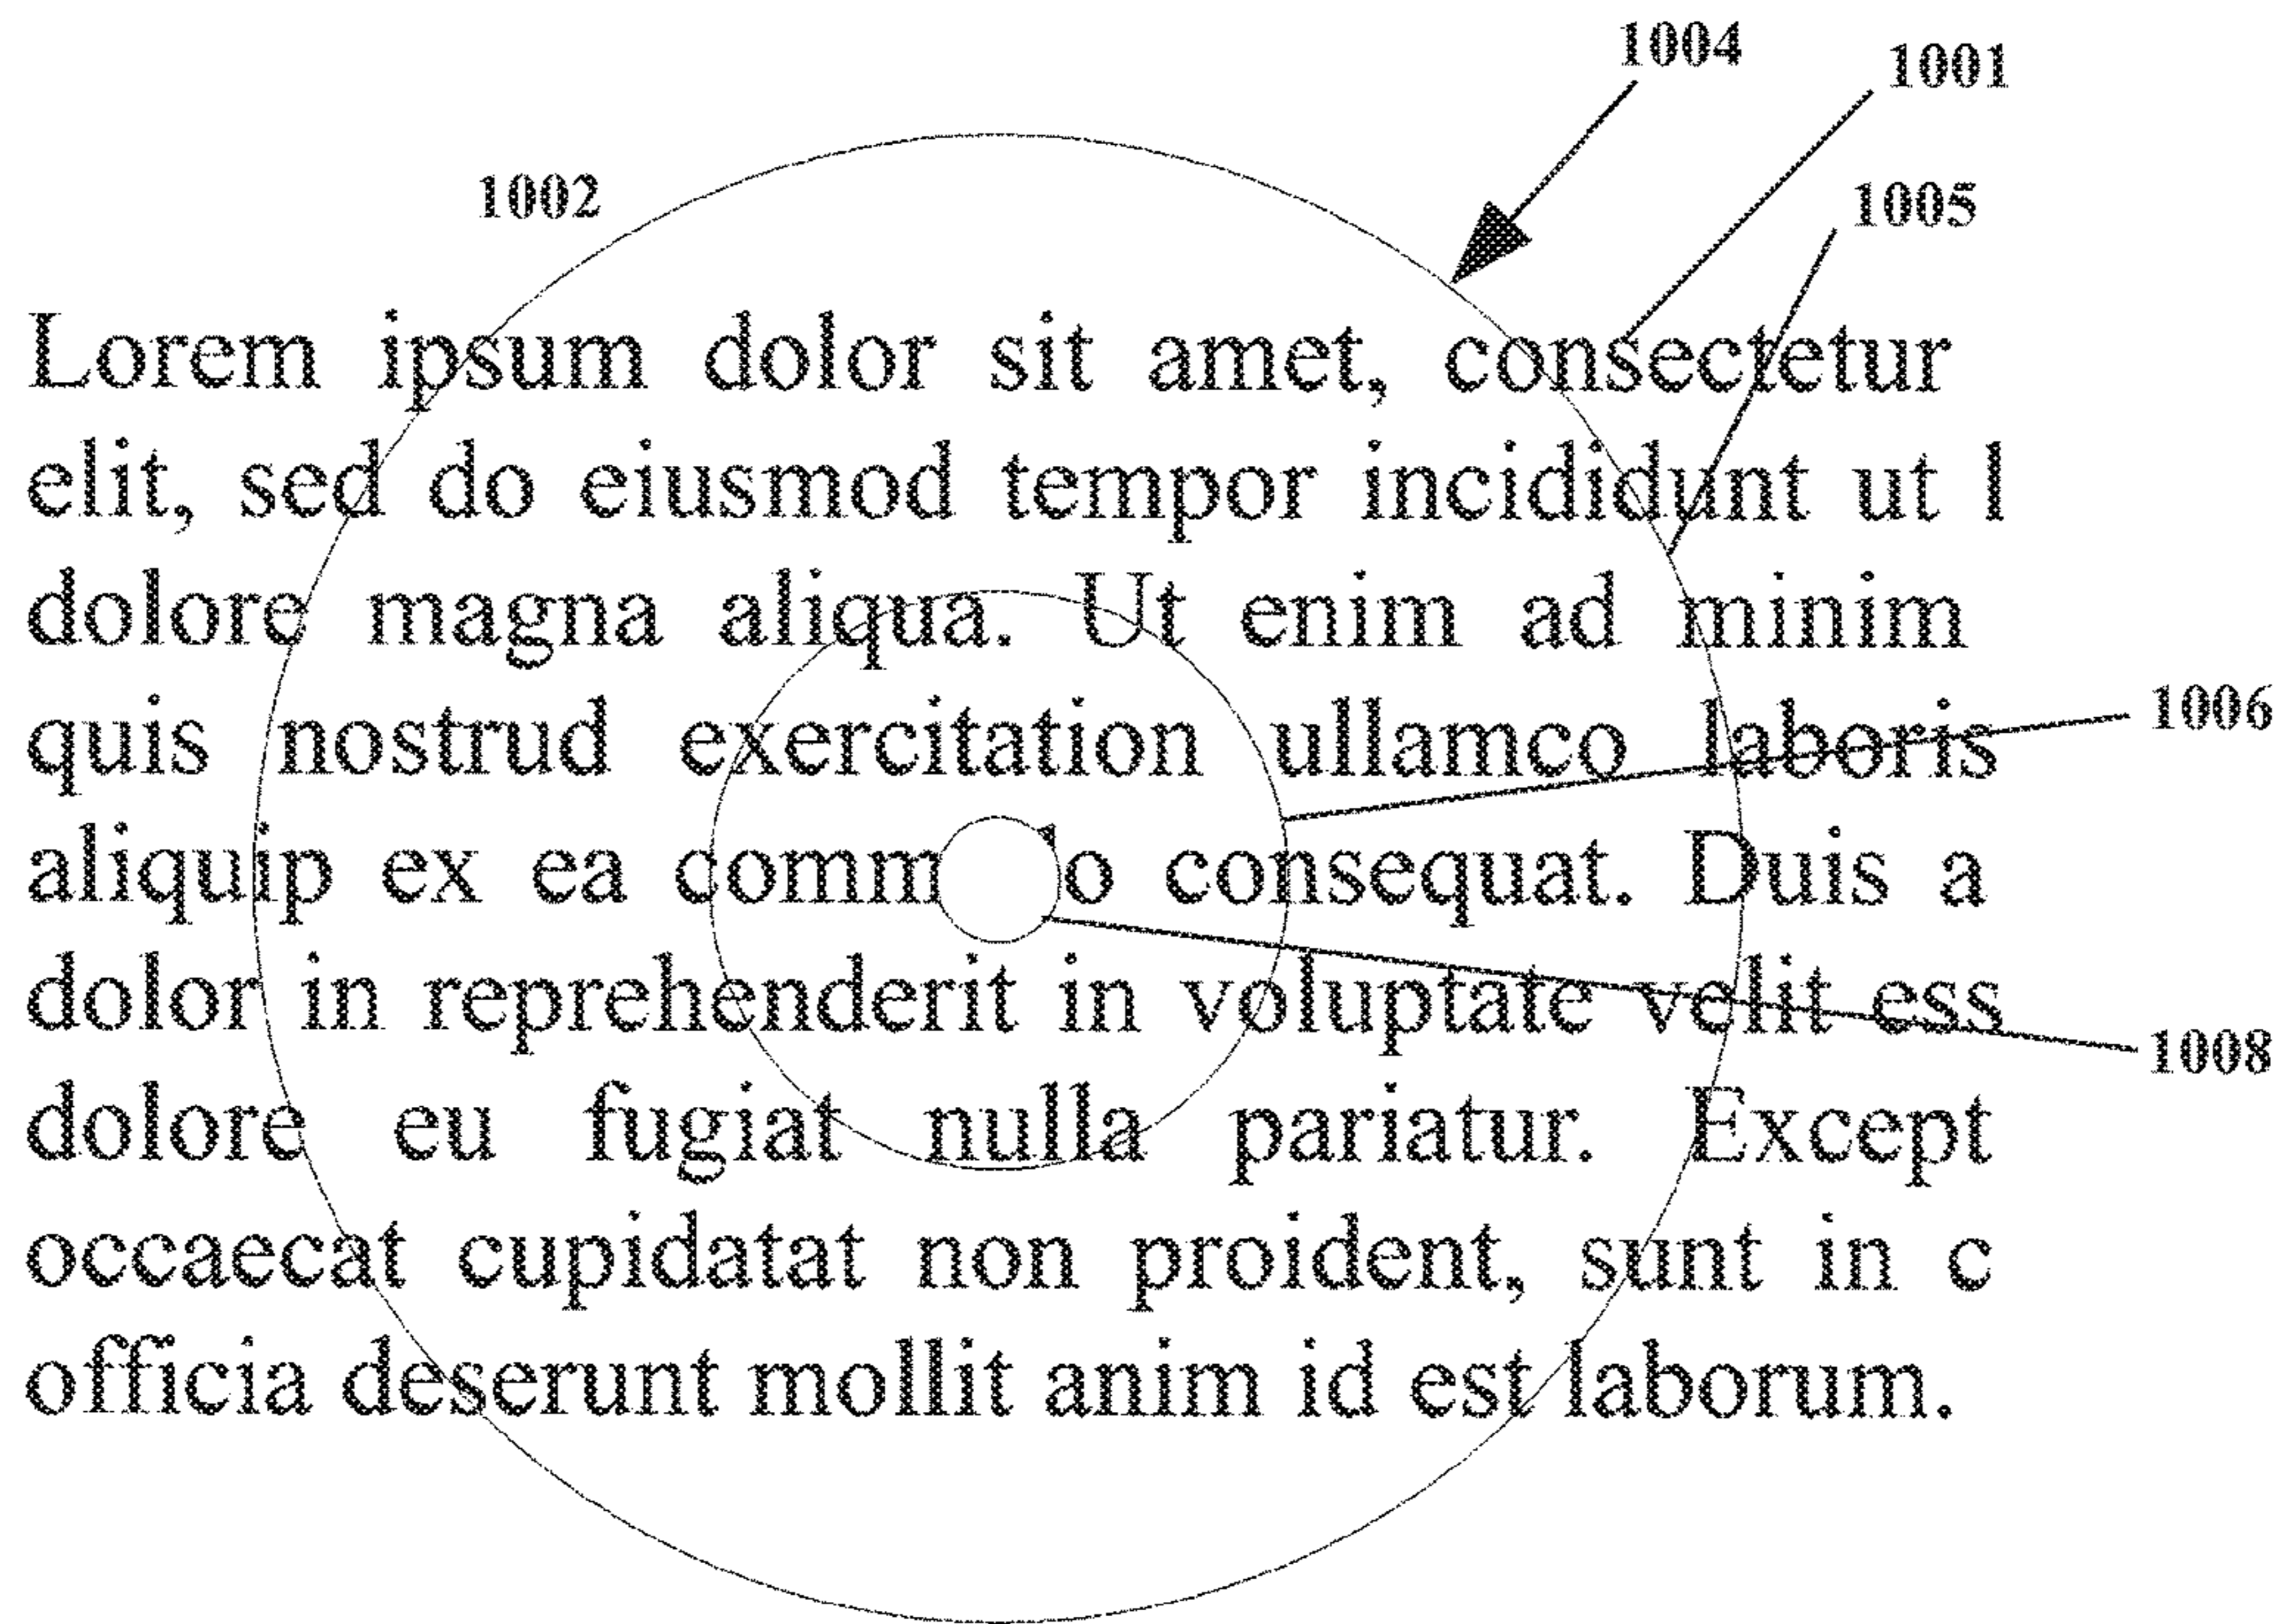 1004
1001
1002
1005
Lorem ipsum dolor sit amet, consectetur
elit, sed do eiusmod tempor incididunt ut l
dolore magna aliqua. Ut enim ad minim
quis nostrud exercitation ullamco laboris
1006
aliquip ex ea comm do consequat. Duis a
dolor in reprehenderit in voluptate velit ess
1008
dolore eu fugiat nulla pariatur. Except
occaecat cupidatat non proident, sunt in c
officia deserunt mollit anim id est laborum.